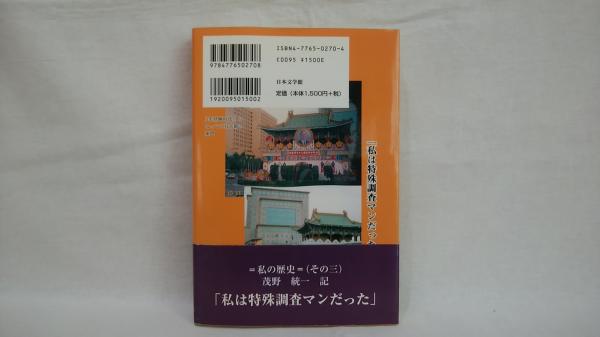 ISBN4-7765-0270-4
C0095 ¥1500E
9784776502708
1920095015002
日本文学館
定価(本体1,500円+税)
『私は特殊調査マンだった
=私の歴史=(その三)
茂野 統一 記
「私は特殊調査マンだった」